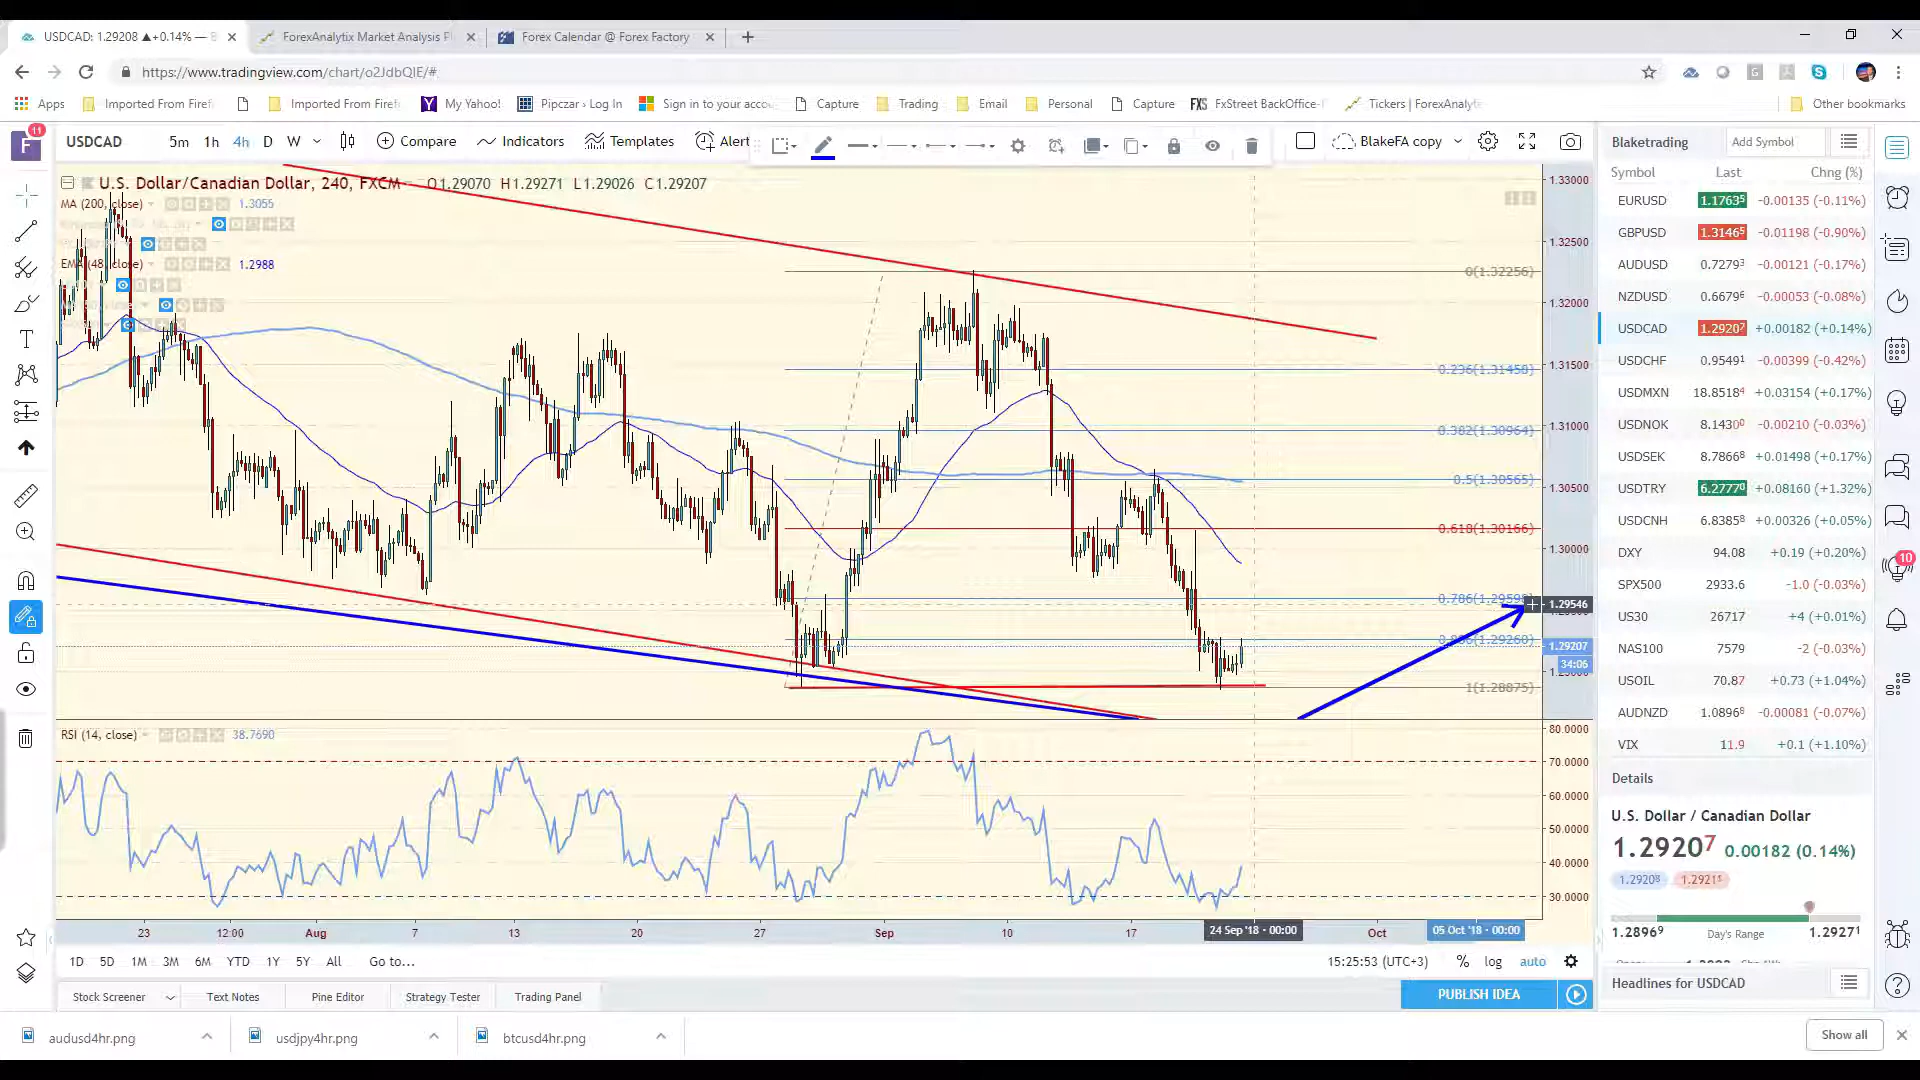 USDCAD: 1.29208 ▲+0.14% —
ForexAnalytix Market Analysis
Forex Calendar @ Forex Factory
https://www.tradingview.com/chart/o2JdbQIE/#
Apps
Imported From Firef
Imported From Firef
My Yahoo!
Pipczar › Log In
Sign in to your acco
Capture
Trading
Email
Personal
Capture
FXS FxStreet BackOffice-
Tickers | ForexAnalyt
Other bookmarks
F 11
USDCAD
5m 1h 4h D W
Compare
Indicators
Templates
Alert
BlakeFA copy
U.S. Dollar/Canadian Dollar, 240, FXCM O1.29070 H1.29271 L1.29026 C1.29207
MA (200, close) 1.3055
EMA (48, close) 1.2988
0(1.32256)
0.236(1.31458)
0.382(1.30964)
0.5(1.30565)
0.618(1.30166)
0.786(1.29598)
1(1.28875)
1.33000
1.32500
1.32000
1.31500
1.31000
1.30500
1.30000
1.29546
1.29207
34:06
RSI (14, close) 38.7690
80.0000
70.0000
60.0000
50.0000
40.0000
30.0000
23 12:00 Aug 7 13 20 27 Sep 10 17 24 Sep '18 - 00:00 Oct 05 Oct '18 - 00:00
1D 5D 1M 3M 6M YTD 1Y 5Y All Go to...
15:25:53 (UTC+3) % log auto
Stock Screener
Text Notes
Pine Editor
Strategy Tester
Trading Panel
PUBLISH IDEA
Blaketrading
Add Symbol
Symbol Last Chng (%)
EURUSD 1.17635 -0.00135 (-0.11%)
GBPUSD 1.31465 -0.01198 (-0.90%)
AUDUSD 0.72793 -0.00121 (-0.17%)
NZDUSD 0.66796 -0.00053 (-0.08%)
USDCAD 1.29207 +0.00182 (+0.14%)
USDCHF 0.95491 -0.00399 (-0.42%)
USDMXN 18.85184 +0.03154 (+0.17%)
USDNOK 8.14300 -0.00210 (-0.03%)
USDSEK 8.78668 +0.01498 (+0.17%)
USDTRY 6.27770 +0.08160 (+1.32%)
USDCNH 6.83858 +0.00326 (+0.05%)
DXY 94.08 +0.19 (+0.20%)
SPX500 2933.6 -1.0 (-0.03%)
US30 26717 +4 (+0.01%)
NAS100 7579 -2 (-0.03%)
USOIL 70.87 +0.73 (+1.04%)
AUDNZD 1.08968 -0.00081 (-0.07%)
VIX 11.9 +0.1 (+1.10%)
10
Details
U.S. Dollar / Canadian Dollar
1.29207 0.00182 (0.14%)
1.29208 1.29211
1.28969 Day's Range 1.29271
Headlines for USDCAD
audusd4hr.png
usdjpy4hr.png
btcusd4hr.png
Show all